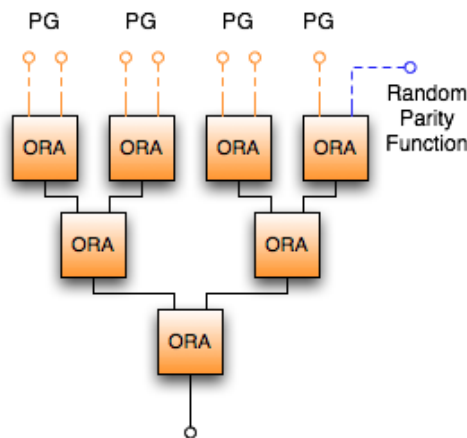 PG PG PG PG
ORA ORA ORA ORA
Random
Parity
Function
ORA ORA
ORA